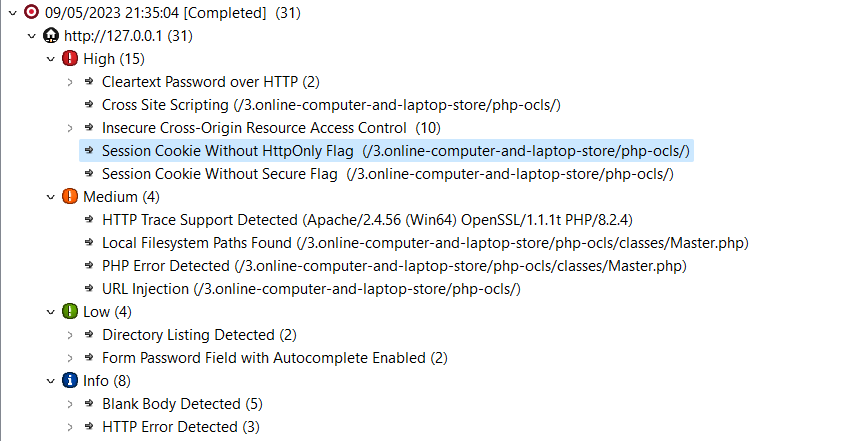 09/05/2023 21:35:04 [Completed] (31)
http://127.0.0.1 (31)
High (15)
Cleartext Password over HTTP (2)
Cross Site Scripting (/3.online-computer-and-laptop-store/php-ocls/)
Insecure Cross-Origin Resource Access Control (10)
Session Cookie Without HttpOnly Flag (/3.online-computer-and-laptop-store/php-ocls/)
Session Cookie Without Secure Flag (/3.online-computer-and-laptop-store/php-ocls/)
Medium (4)
HTTP Trace Support Detected (Apache/2.4.56 (Win64) OpenSSL/1.1.1t PHP/8.2.4)
Local Filesystem Paths Found (/3.online-computer-and-laptop-store/php-ocls/classes/Master.php)
PHP Error Detected (/3.online-computer-and-laptop-store/php-ocls/classes/Master.php)
URL Injection (/3.online-computer-and-laptop-store/php-ocls/)
Low (4)
Directory Listing Detected (2)
Form Password Field with Autocomplete Enabled (2)
Info (8)
Blank Body Detected (5)
HTTP Error Detected (3)